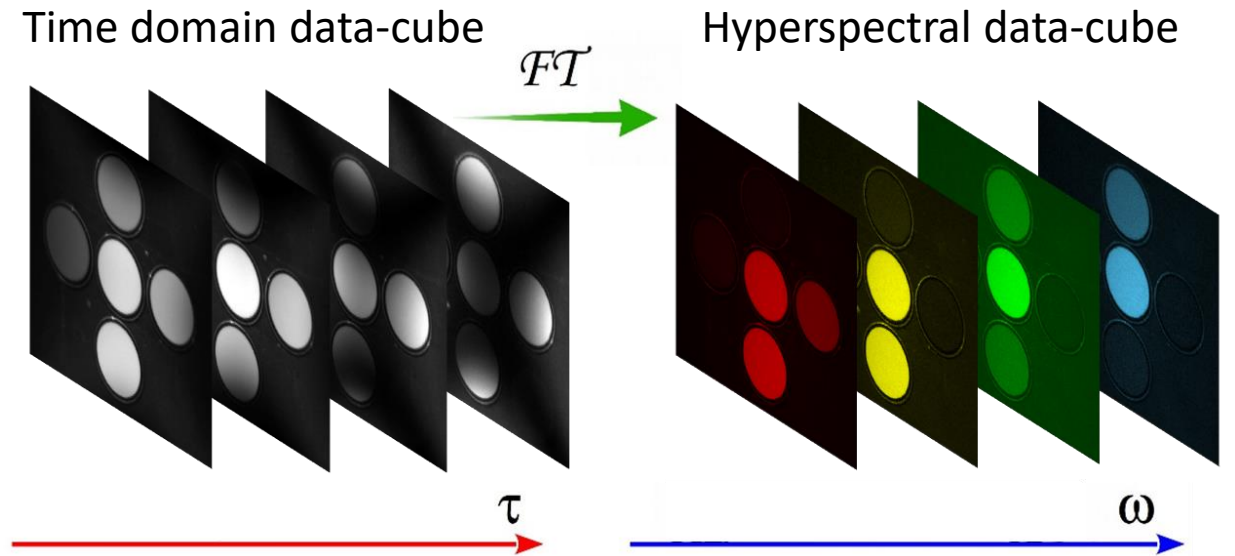 Time domain data-cube
Hyperspectral data-cube
ℱ𝒯
τ
ω